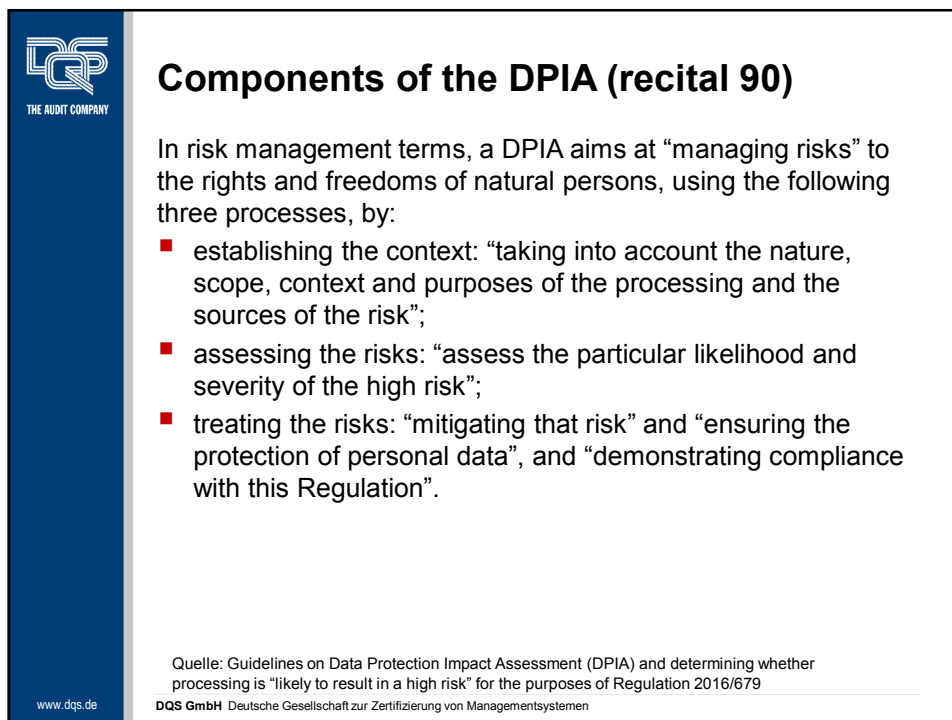 DQS
THE AUDIT COMPANY
Components of the DPIA (recital 90)
In risk management terms, a DPIA aims at “managing risks” to
the rights and freedoms of natural persons, using the following
three processes, by:
▪ establishing the context: “taking into account the nature,
scope, context and purposes of the processing and the
sources of the risk”;
▪ assessing the risks: “assess the particular likelihood and
severity of the high risk”;
▪ treating the risks: “mitigating that risk” and “ensuring the
protection of personal data”, and “demonstrating compliance
with this Regulation”.
Quelle: Guidelines on Data Protection Impact Assessment (DPIA) and determining whether
processing is “likely to result in a high risk” for the purposes of Regulation 2016/679
www.dqs.de
DQS GmbH Deutsche Gesellschaft zur Zertifizierung von Managementsystemen